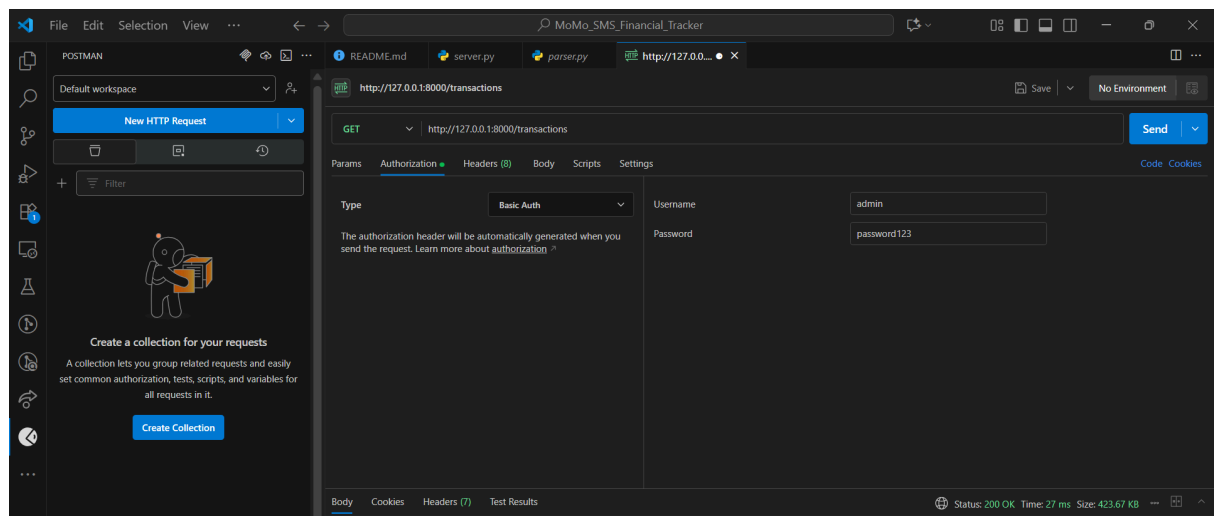 File Edit Selection View ...
MoMo_SMS_Financial_Tracker
POSTMAN
README.md
server.py
parser.py
http://127.0.0....
Default workspace
http://127.0.0.1:8000/transactions
Save
No Environment
New HTTP Request
GET
http://127.0.0.1:8000/transactions
Send
Params Authorization Headers (8) Body Scripts Settings
Code Cookies
Filter
Type
Basic Auth
Username
admin
The authorization header will be automatically generated when you
send the request. Learn more about authorization
Password
password123
1
Create a collection for your requests
A collection lets you group related requests and easily
set common authorization, tests, scripts, and variables for
all requests in it.
Create Collection
Body Cookies Headers (7) Test Results
Status: 200 OK Time: 27 ms Size: 423.67 KB